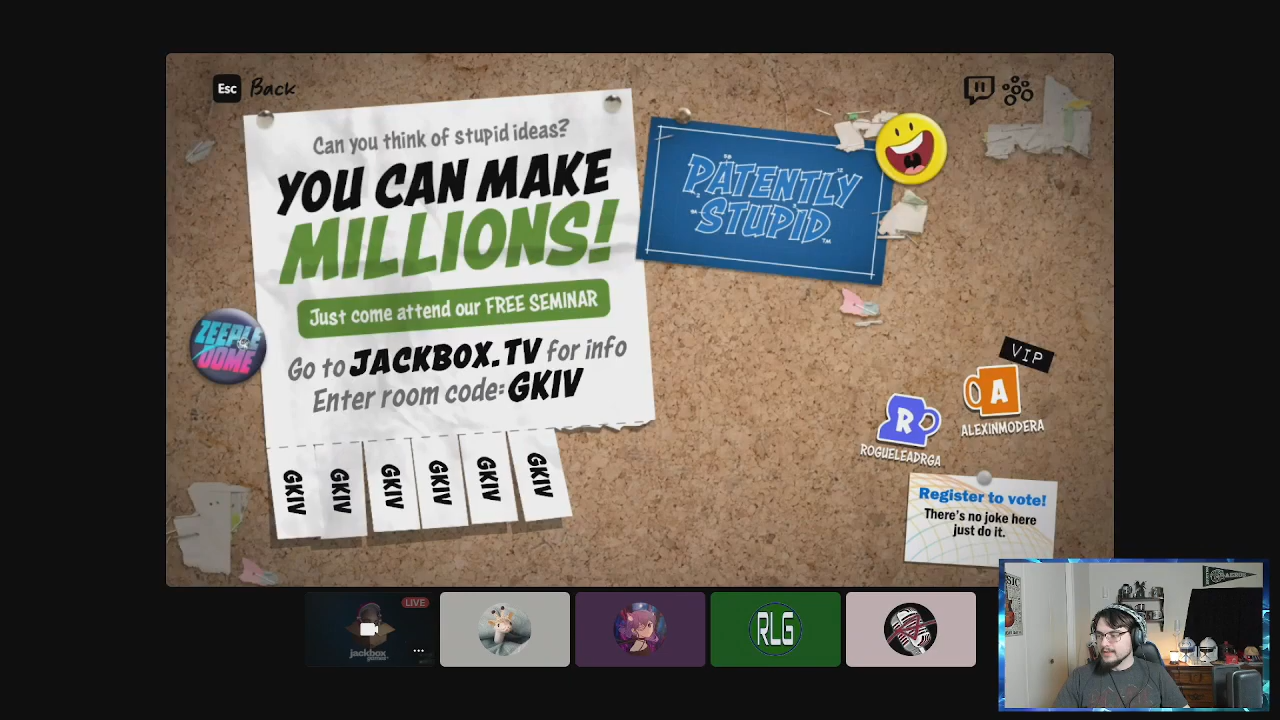 Esc Back
Can you think of stupid ideas?
YOU CAN MAKE
MILLIONS!
Just come attend our FREE SEMINAR
Go to JACKBOX.TV for info
Enter room code: GKIV
GKIV
GKIV
GKIV
GKIV
GKIV
GKIV
PATENTLY
STUPID™
ZEEPLE
DOME
VIP
A
ALEXINMODERA
R
ROGUELEADRGA
Register to vote!
There's no joke here
just do it.
LIVE
jackbox
RLG